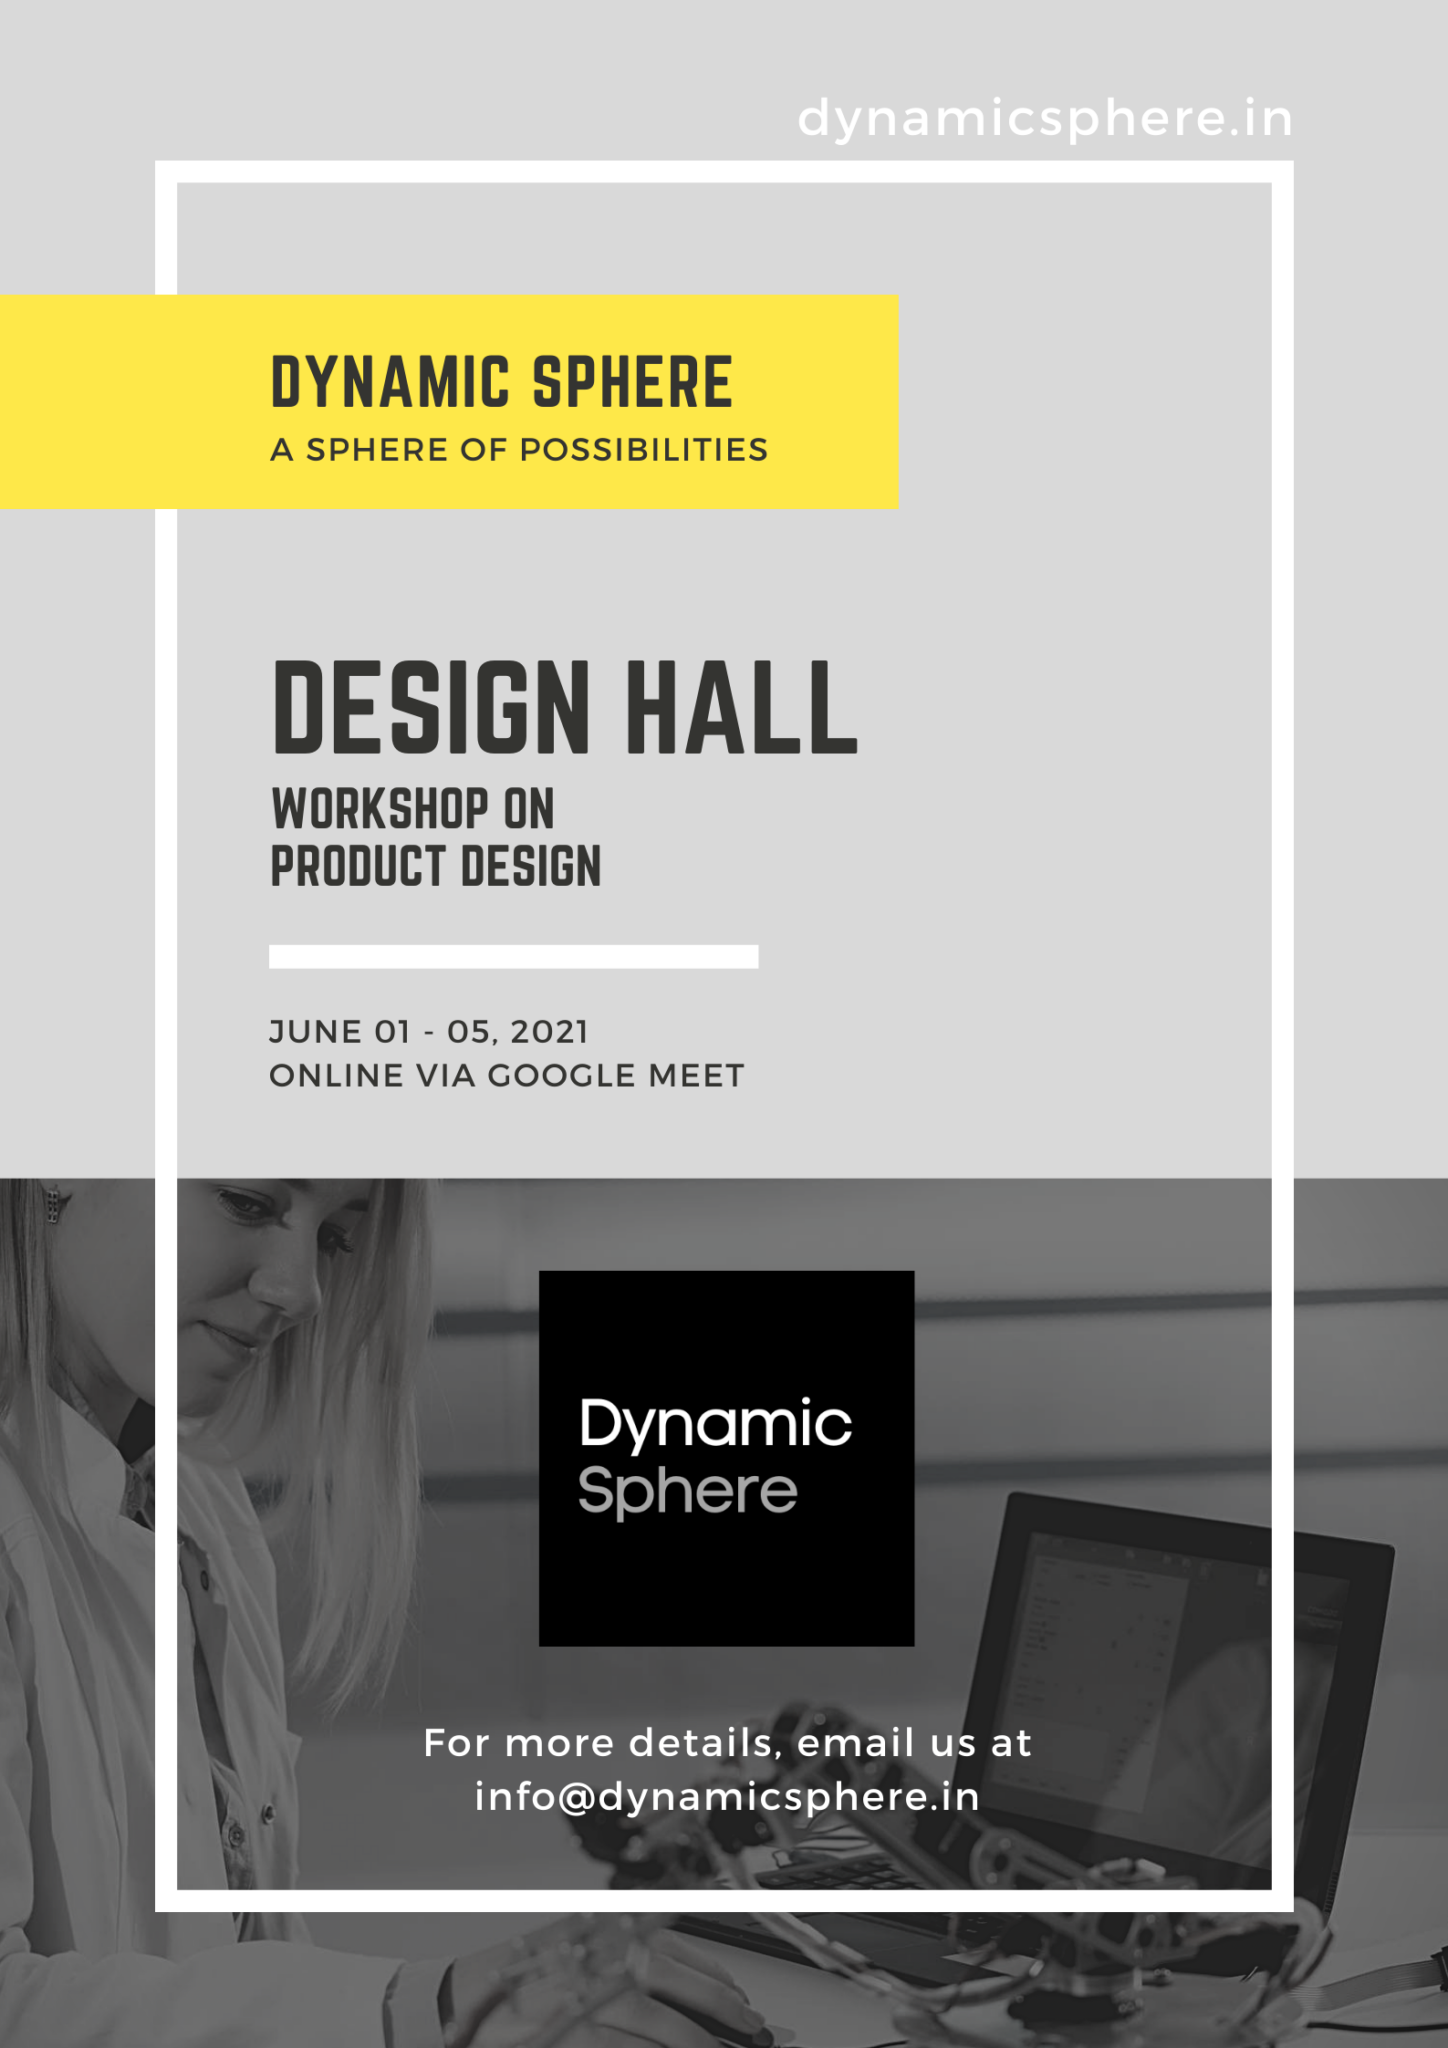 dynamicsphere.in
DYNAMIC SPHERE
A SPHERE OF POSSIBILITIES
DESIGN HALL
WORKSHOP ON
PRODUCT DESIGN
JUNE 01 - 05, 2021
ONLINE VIA GOOGLE MEET
Dynamic
Sphere
For more details, email us at
info@dynamicsphere.in